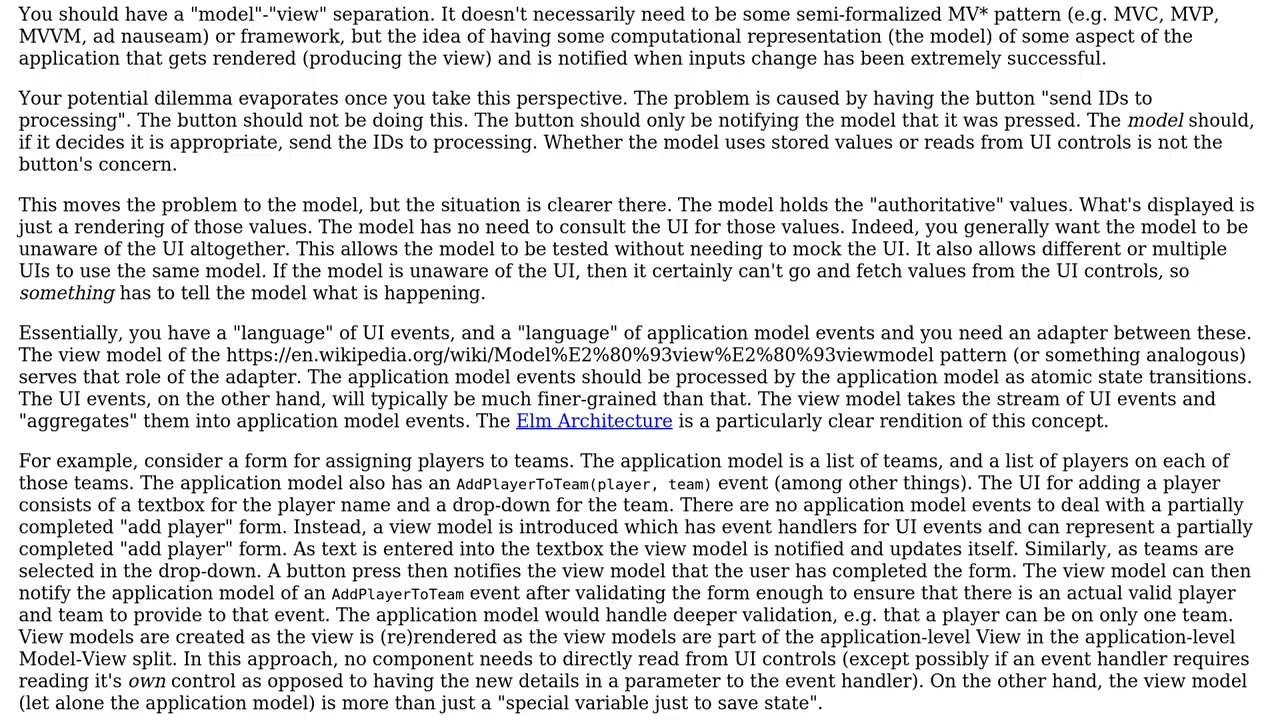 You should have a "model"-"view" separation. It doesn't necessarily need to be some semi-formalized MV* pattern (e.g. MVC, MVP,
MVVM, ad nauseam) or framework, but the idea of having some computational representation (the model) of some aspect of the
application that gets rendered (producing the view) and is notified when inputs change has been extremely successful.
Your potential dilemma evaporates once you take this perspective. The problem is caused by having the button "send IDs to
processing". The button should not be doing this. The button should only be notifying the model that it was pressed. The model should,
if it decides it is appropriate, send the IDs to processing. Whether the model uses stored values or reads from UI controls is not the
button's concern.
This moves the problem to the model, but the situation is clearer there. The model holds the "authoritative" values. What's displayed is
just a rendering of those values. The model has no need to consult the UI for those values. Indeed, you generally want the model to be
unaware of the UI altogether. This allows the model to be tested without needing to mock the UI. It also allows different or multiple
UIs to use the same model. If the model is unaware of the UI, then it certainly can't go and fetch values from the UI controls, so
something has to tell the model what is happening.
Essentially, you have a "language" of UI events, and a "language" of application model events and you need an adapter between these.
The view model of the https://en.wikipedia.org/wiki/Model%E2%80%93view%E2%80%93viewmodel pattern (or something analogous)
serves that role of the adapter. The application model events should be processed by the application model as atomic state transitions.
The UI events, on the other hand, will typically be much finer-grained than that. The view model takes the stream of UI events and
"aggregates" them into application model events. The Elm Architecture is a particularly clear rendition of this concept.
For example, consider a form for assigning players to teams. The application model is a list of teams, and a list of players on each of
those teams. The application model also has an AddPlayerToTeam(player, team) event (among other things). The UI for adding a player
consists of a textbox for the player name and a drop-down for the team. There are no application model events to deal with a partially
completed "add player" form. Instead, a view model is introduced which has event handlers for UI events and can represent a partially
completed "add player" form. As text is entered into the textbox the view model is notified and updates itself. Similarly, as teams are
selected in the drop-down. A button press then notifies the view model that the user has completed the form. The view model can then
notify the application model of an AddPlayerToTeam event after validating the form enough to ensure that there is an actual valid player
and team to provide to that event. The application model would handle deeper validation, e.g. that a player can be on only one team.
View models are created as the view is (re)rendered as the view models are part of the application-level View in the application-level
Model-View split. In this approach, no component needs to directly read from UI controls (except possibly if an event handler requires
reading it's own control as opposed to having the new details in a parameter to the event handler). On the other hand, the view model
(let alone the application model) is more than just a "special variable just to save state".